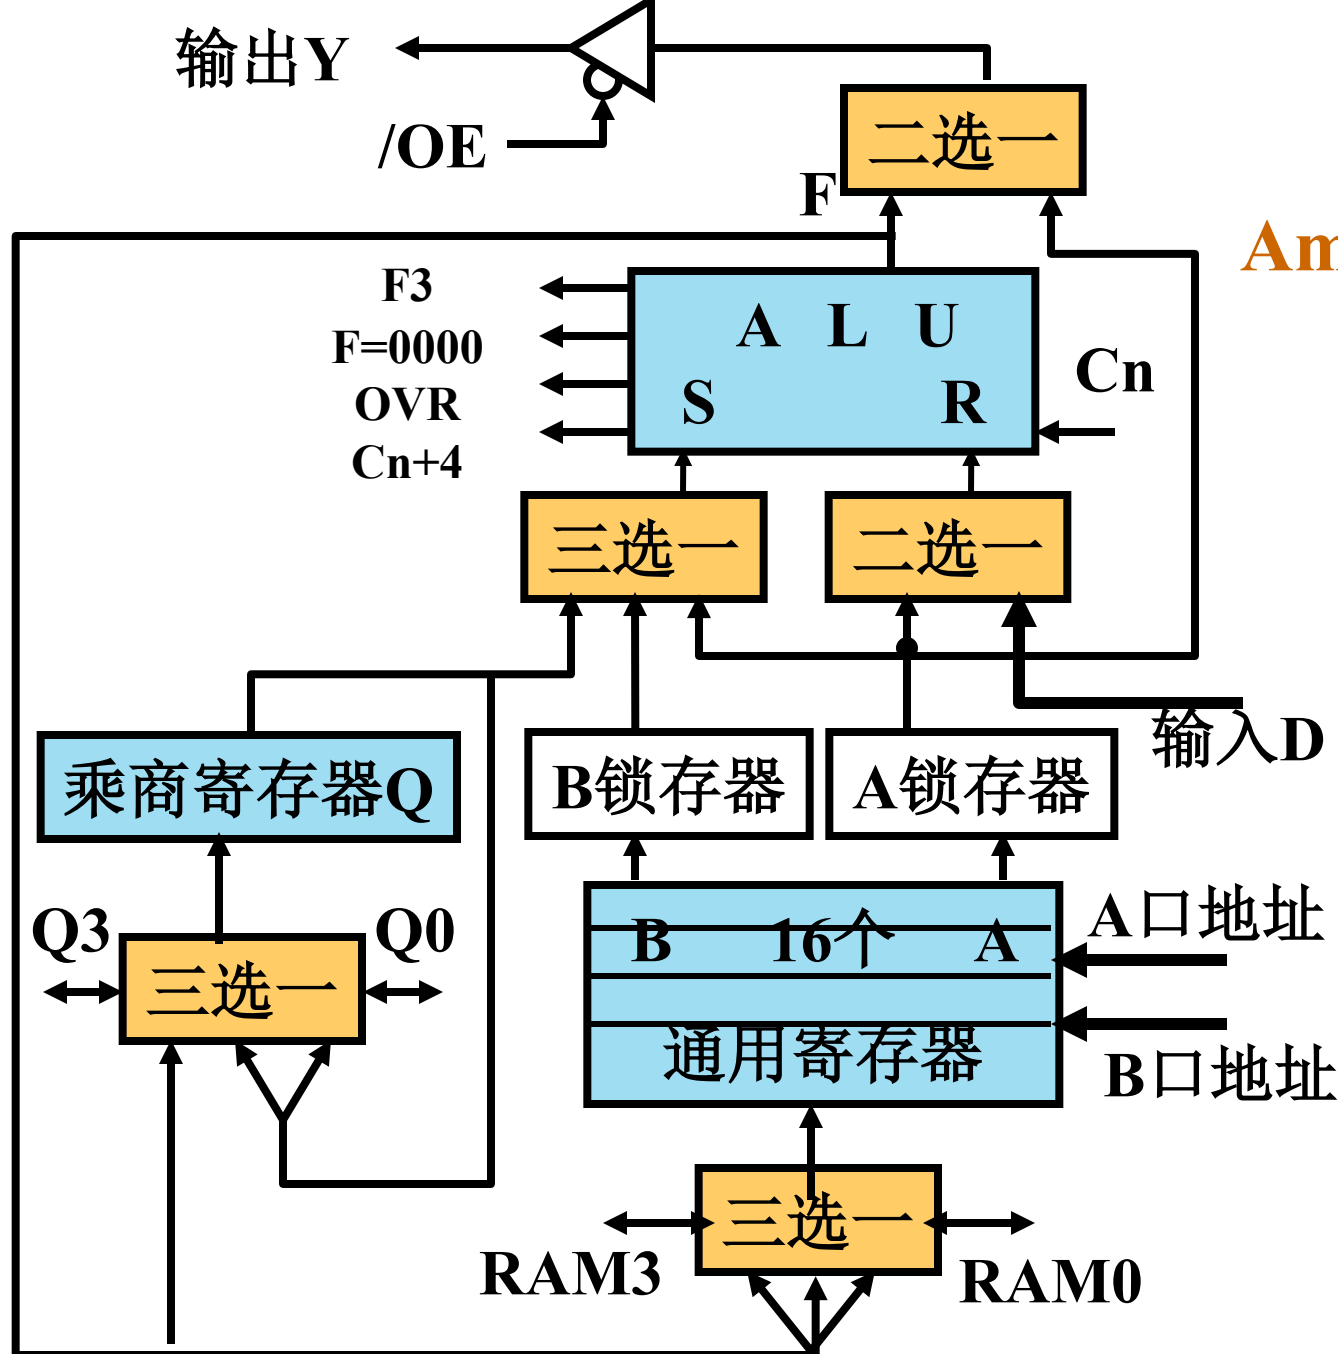 输出Y
/OE
二选一
F
Am
F3
F=0000
OVR
Cn+4
A L U
S R
Cn
三选一
二选一
输入D
乘商寄存器Q
B锁存器
A锁存器
Q3
Q0
三选一
B 16个 A
通用寄存器
A口地址
B口地址
三选一
RAM3
RAM0